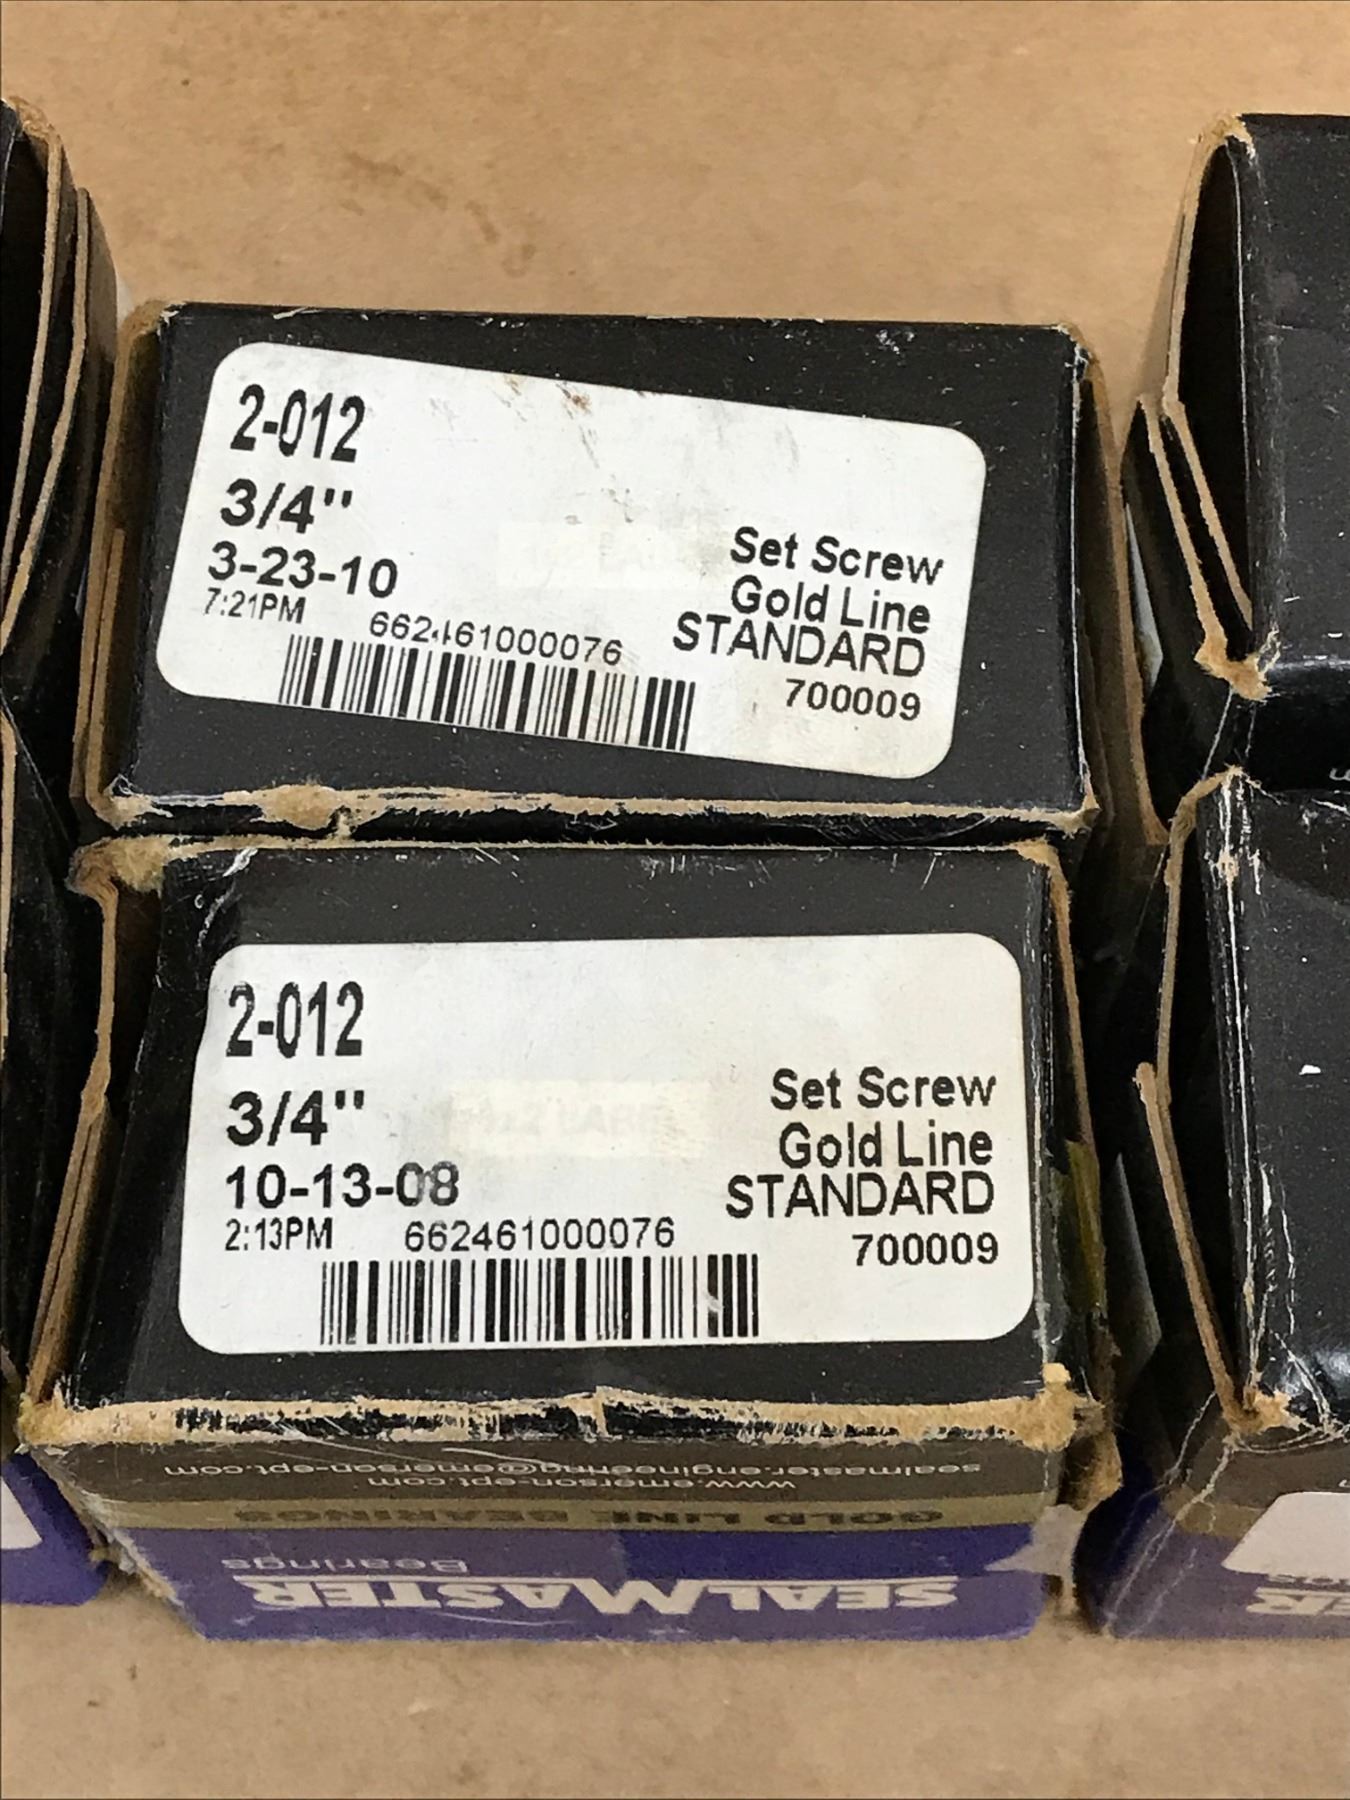 2-012
3/4"
3-23-10
7:21PM
662461000076
Set Screw
Gold Line
STANDARD
700009
2-012
3/4"
10-13-08
2:13PM
662461000076
Set Screw
Gold Line
STANDARD
700009
sealmaster.engineering@emerson-ept.com
www.emerson-ept.com
GOLD LINE BEARINGS
Bearings
SEALMASTER